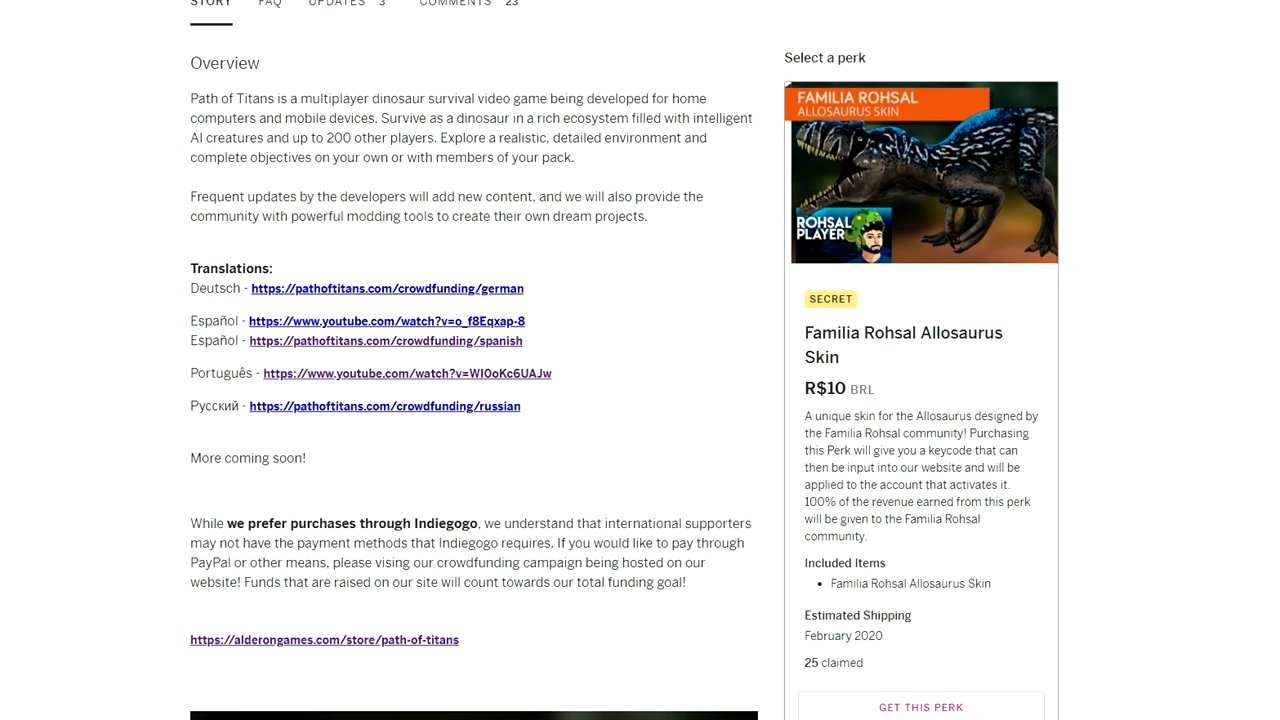 STORY FAQ UPDATES 3 COMMENTS 23
Overview
Path of Titans is a multiplayer dinosaur survival video game being developed for home
computers and mobile devices. Survive as a dinosaur in a rich ecosystem filled with intelligent
AI creatures and up to 200 other players. Explore a realistic, detailed environment and
complete objectives on your own or with members of your pack.
Frequent updates by the developers will add new content, and we will also provide the
community with powerful modding tools to create their own dream projects.
Translations:
Deutsch - https://pathoftitans.com/crowdfunding/german
Español - https://www.youtube.com/watch?v=o_f8Eqxap-8
Español - https://pathoftitans.com/crowdfunding/spanish
Português - https://www.youtube.com/watch?v=WI0oKc6UAJw
Русский - https://pathoftitans.com/crowdfunding/russian
More coming soon!
While we prefer purchases through Indiegogo, we understand that international supporters
may not have the payment methods that Indiegogo requires. If you would like to pay through
PayPal or other means, please vising our crowdfunding campaign being hosted on our
website! Funds that are raised on our site will count towards our total funding goal!
https://alderongames.com/store/path-of-titans
Select a perk
FAMILIA ROHSAL
ALLOSAURUS SKIN
ROHSAL
PLAYER
SECRET
Familia Rohsal Allosaurus
Skin
R$10 BRL
A unique skin for the Allosaurus designed by
the Familia Rohsal community! Purchasing
this Perk will give you a keycode that can
then be input into our website and will be
applied to the account that activates it.
100% of the revenue earned from this perk
will be given to the Familia Rohsal
community.
Included Items
• Familia Rohsal Allosaurus Skin
Estimated Shipping
February 2020
25 claimed
GET THIS PERK